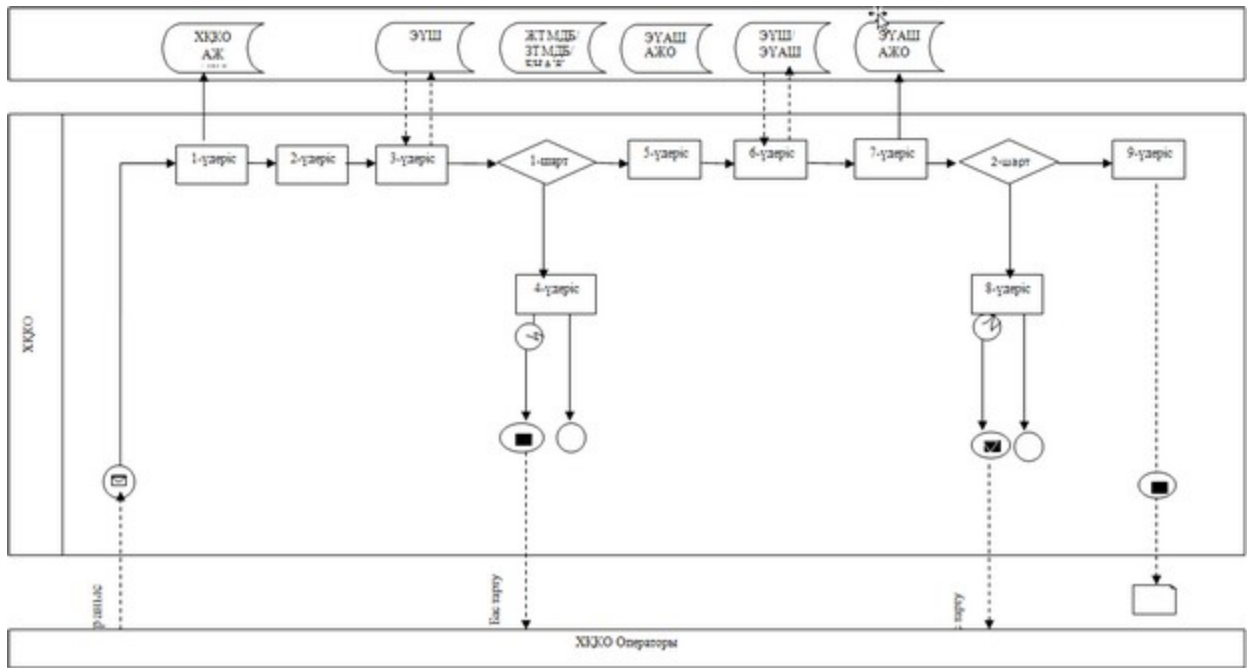 ХҚКО
АЖ
ЭҮШ
ЖТМДБ/
ЗТМДБ/
БНАЖ
ЭҮАШ
АЖО
ЭҮШ/
ЭҮАШ
ЭҮАШ
АЖО
1-үдеріс
2-үдеріс
3-үдеріс
1-шарт
5-үдеріс
6-үдеріс
7-үдеріс
2-шарт
9-үдеріс
4-үдеріс
8-үдеріс
ХҚКО
Бас тарту
тарту
ХҚКО Операторы